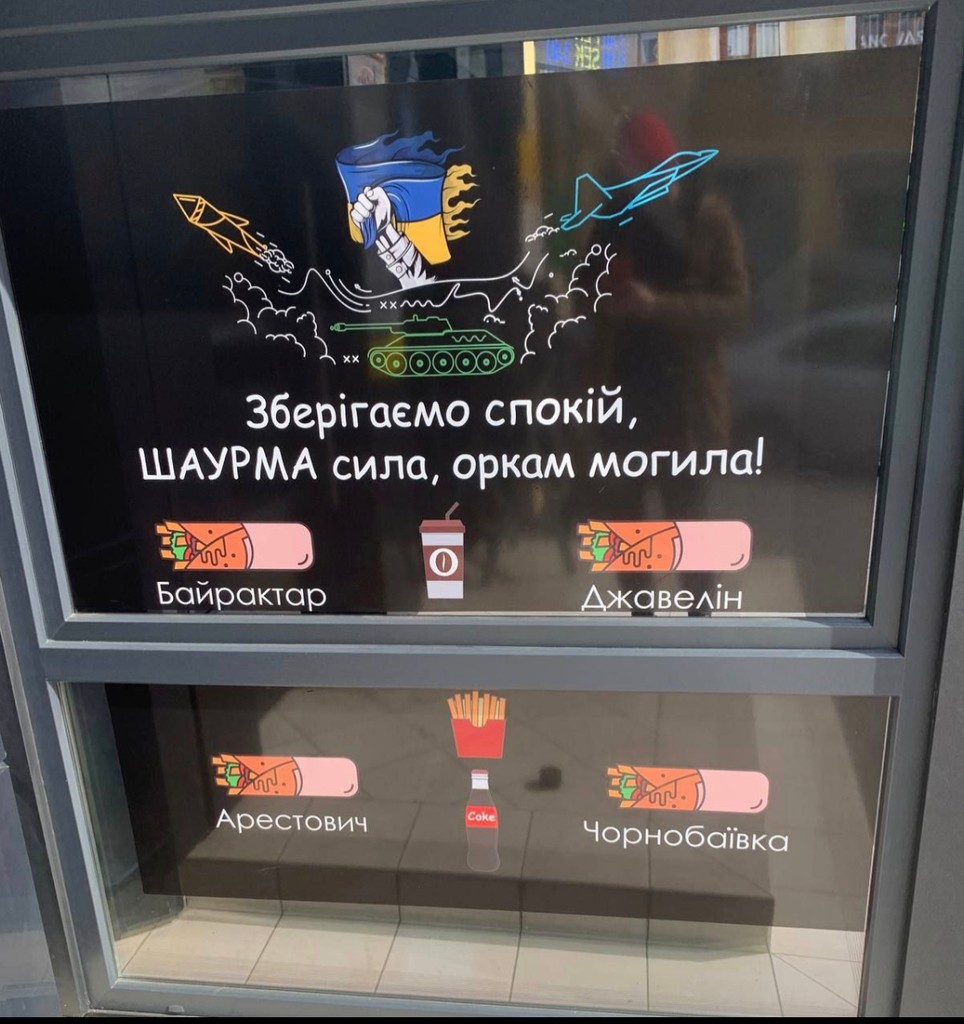 Зберігаємо спокій,
ШАУРМА сила, оркам могила!
Байрактар
Джавелін
Арестович
Coke
Чорнобаївка